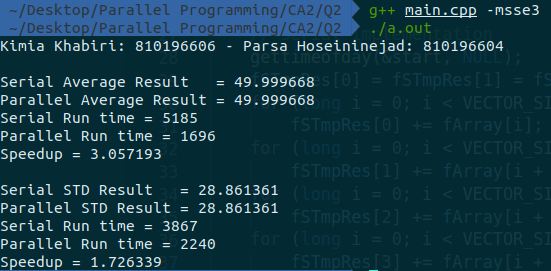 ~/Desktop/Parallel Programming/CA2/Q2 g++ main.cpp -msse3
~/Desktop/Parallel Programming/CA2/Q2 ./a.out
Kimia Khabiri: 810196606 - Parsa Hoseininejad: 810196604
Serial Average Result   = 49.999668
Parallel Average Result = 49.999668
Serial Run time = 5185
Parallel Run time = 1696
Speedup = 3.057193
Serial STD Result   = 28.861361
Parallel STD Result = 28.861361
Serial Run time = 3867
Parallel Run time = 2240
Speedup = 1.726339